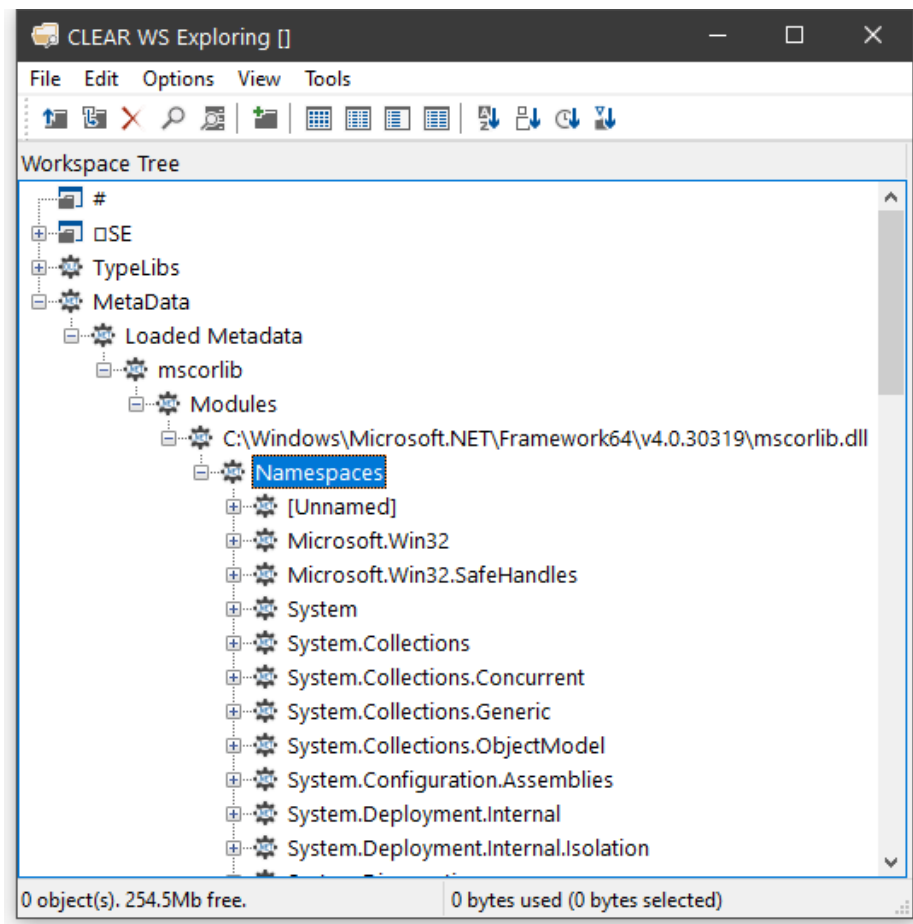 CLEAR WS Exploring []
File Edit Options View Tools
Workspace Tree
#
⎕SE
TypeLibs
MetaData
Loaded Metadata
mscorlib
Modules
C:\Windows\Microsoft.NET\Framework64\v4.0.30319\mscorlib.dll
Namespaces
[Unnamed]
Microsoft.Win32
Microsoft.Win32.SafeHandles
System
System.Collections
System.Collections.Concurrent
System.Collections.Generic
System.Collections.ObjectModel
System.Configuration.Assemblies
System.Deployment.Internal
System.Deployment.Internal.Isolation
0 object(s). 254.5Mb free. 0 bytes used (0 bytes selected)